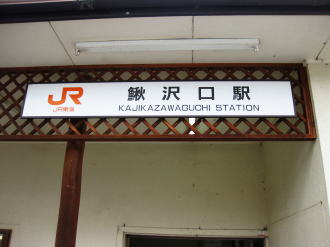 JR
JR東海
鰍沢口駅
KAJIKAZAWAGUCHI STATION